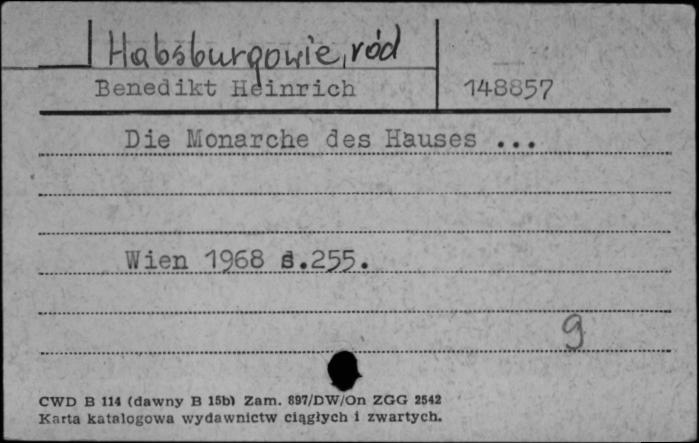 Habsburgowie, ród
Benedikt Heinrich 148857
Die Monarche des Hauses ...
Wien 1968 s.255.
9
CWD B 114 (dawny B 15b) Zam. 897/DW/On ZGG 2542
Karta katalogowa wydawnictw ciągłych i zwartych.